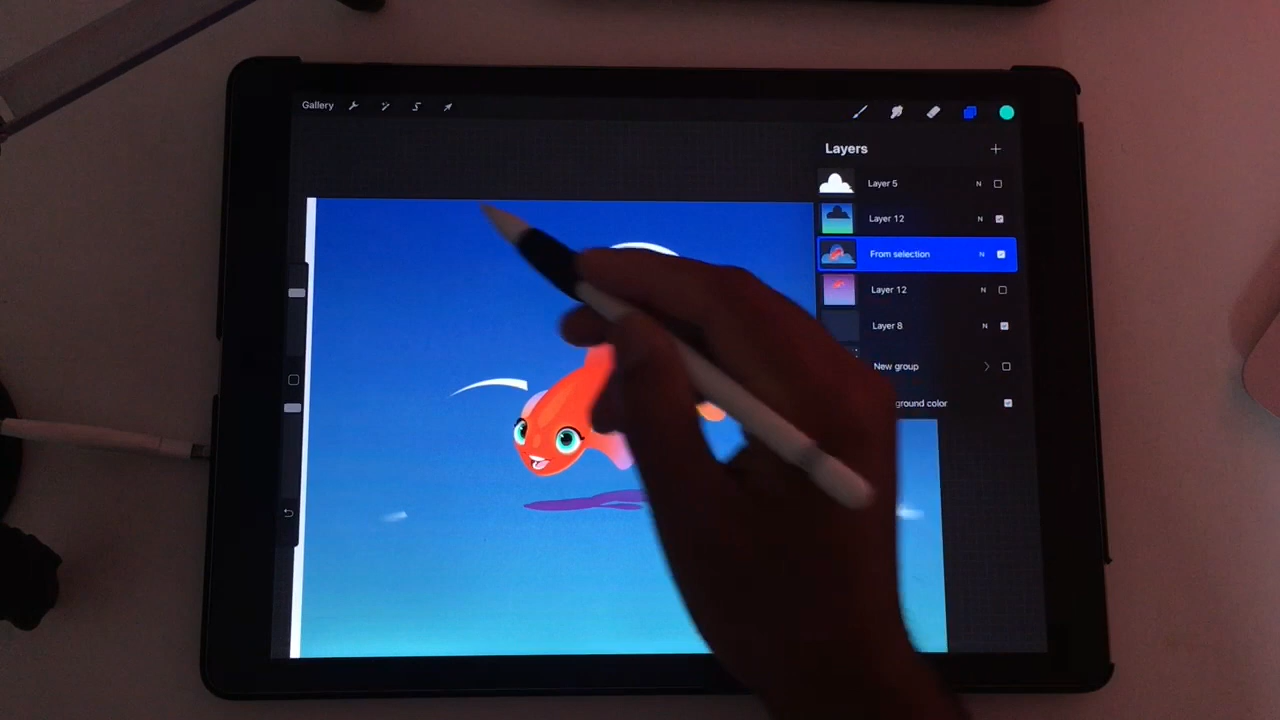 Gallery
Layers
Layer 5 N
Layer 12 N
From selection N
Layer 12 N
Layer 8 N
New group
ground color